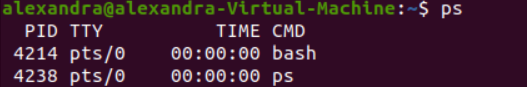 alexandra@alexandra-Virtual-Machine:~$ ps
PID TTY TIME CMD
4214 pts/0 00:00:00 bash
4238 pts/0 00:00:00 ps